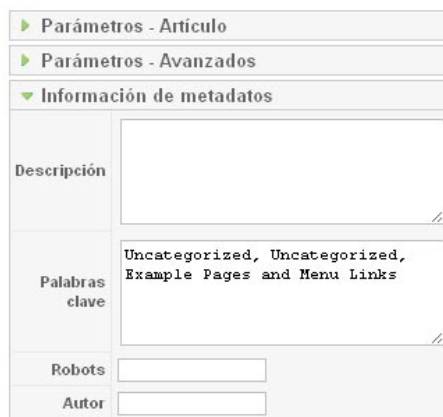 Parámetros - Artículo
Parámetros - Avanzados
Información de metadatos
Descripción
Uncategorized, Uncategorized,
Example Pages and Menu Links
Palabras
clave
Robots
Autor